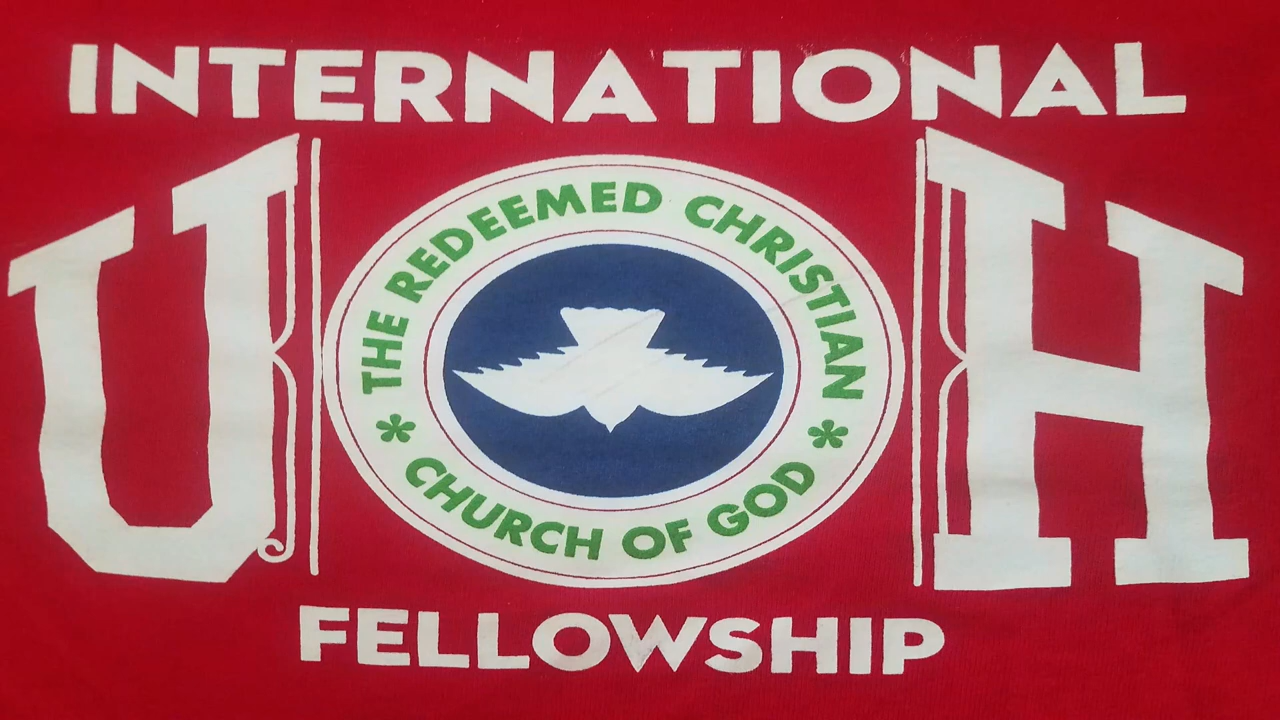 INTERNATIONAL
U H
THE REDEEMED CHRISTIAN
* CHURCH OF GOD *
FELLOWSHIP